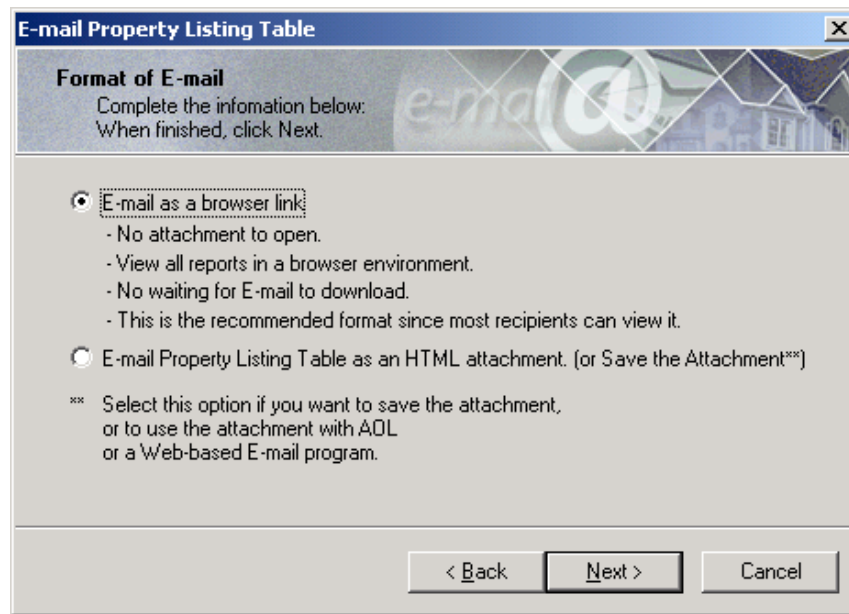 E-mail Property Listing Table
Format of E-mail
Complete the infomation below:
When finished, click Next.
e-mail @
E-mail as a browser link
- No attachment to open.
- View all reports in a browser environment.
- No waiting for E-mail to download.
- This is the recommended format since most recipients can view it.
E-mail Property Listing Table as an HTML attachment. (or Save the Attachment**)
** Select this option if you want to save the attachment,
or to use the attachment with AOL
or a Web-based E-mail program.
< Back Next > Cancel